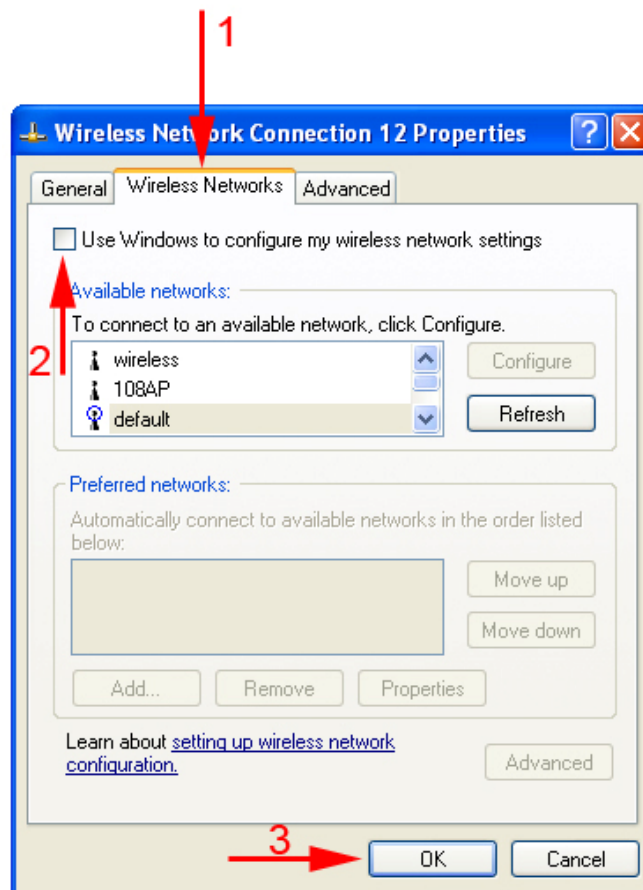 1
Wireless Network Connection 12 Properties
General Wireless Networks Advanced
Use Windows to configure my wireless network settings
2
Available networks:
To connect to an available network, click Configure.
wireless
108AP
default
Configure
Refresh
Preferred networks:
Automatically connect to available networks in the order listed
below:
Move up
Move down
Add... Remove Properties
Learn about setting up wireless network
configuration.
Advanced
3
OK Cancel